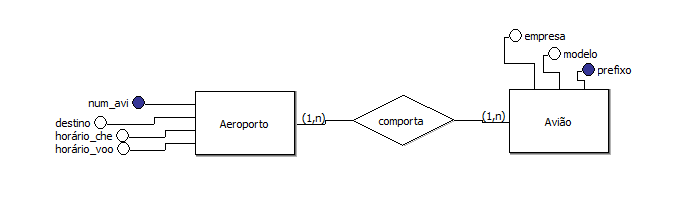 empresa
modelo
prefixo
num_avi
destino
horário_che
horário_voo
Aeroporto
(1,n)
comporta
(1,n)
Avião